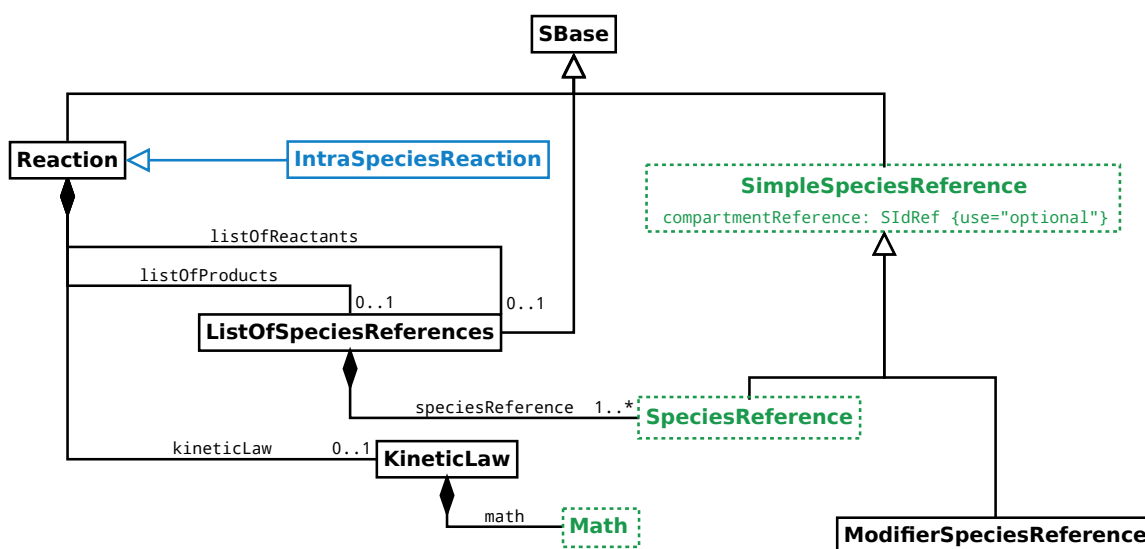 SBase
Reaction
IntraSpeciesReaction
SimpleSpeciesReference
compartmentReference: SIdRef {use="optional"}
listOfReactants
listOfProducts
0..1
0..1
ListOfSpeciesReferences
speciesReference 1..*
SpeciesReference
kineticLaw 0..1
KineticLaw
math
Math
ModifierSpeciesReference